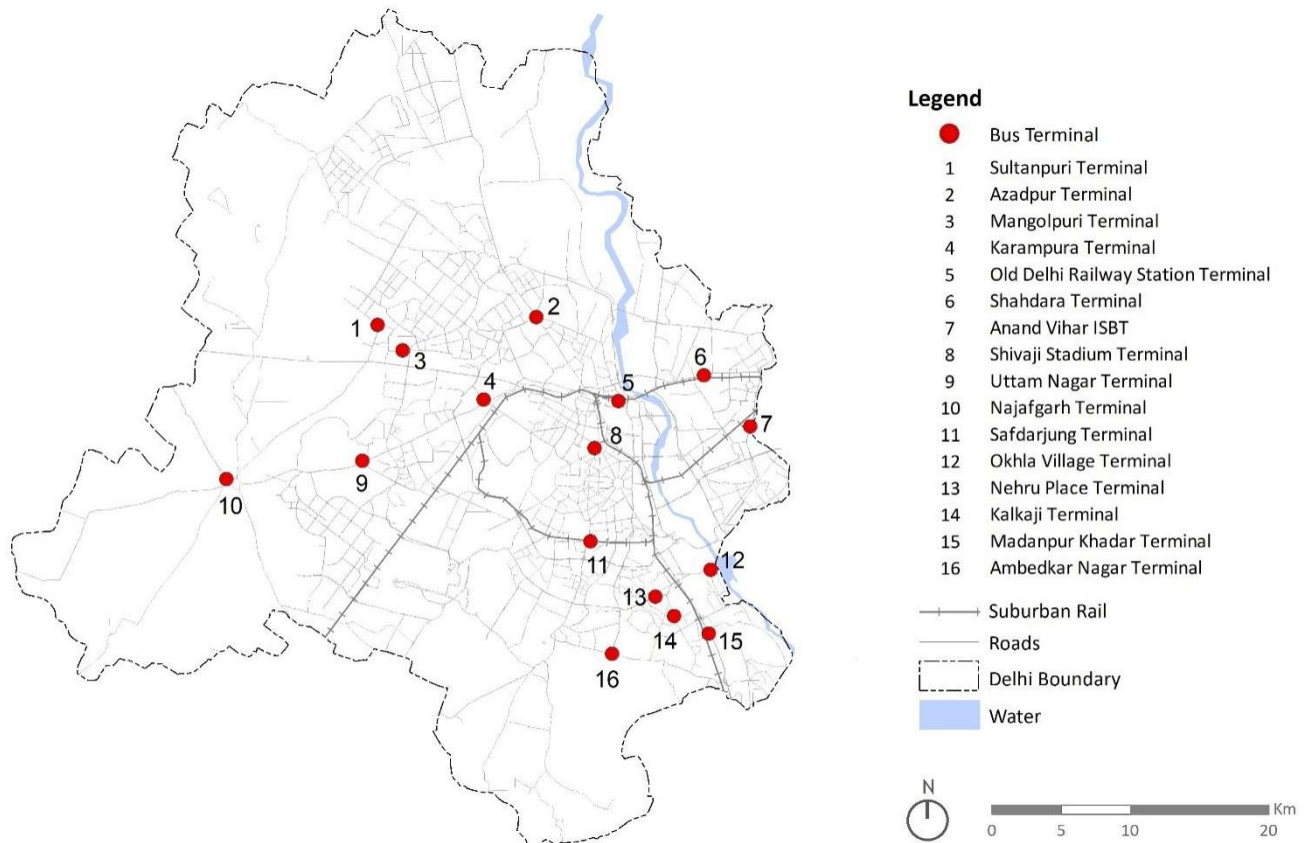 Legend
Bus Terminal
1 Sultanpuri Terminal
2 Azadpur Terminal
3 Mangolpuri Terminal
4 Karampura Terminal
5 Old Delhi Railway Station Terminal
6 Shahdara Terminal
7 Anand Vihar ISBT
8 Shivaji Stadium Terminal
9 Uttam Nagar Terminal
10 Najafgarh Terminal
11 Safdarjung Terminal
12 Okhla Village Terminal
13 Nehru Place Terminal
14 Kalkaji Terminal
15 Madanpur Khadar Terminal
16 Ambedkar Nagar Terminal
Suburban Rail
Roads
Delhi Boundary
Water
N
Km
0 5 10 20
2
1
3
6
4
5
7
8
9
10
11
12
13
14
15
16